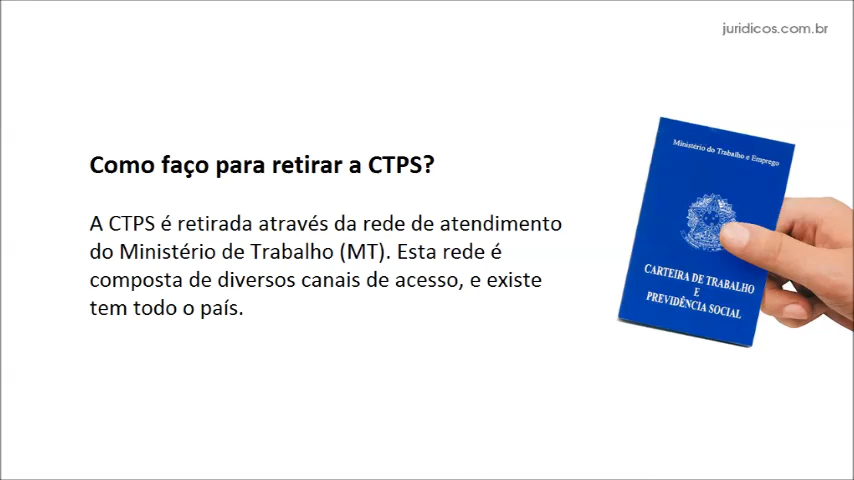 juridicos.com.br
Como faço para retirar a CTPS?
A CTPS é retirada através da rede de atendimento
do Ministério de Trabalho (MT). Esta rede é
composta de diversos canais de acesso, e existe
tem todo o país.
Ministério do Trabalho e Emprego
CARTEIRA DE TRABALHO
E
PREVIDÊNCIA SOCIAL